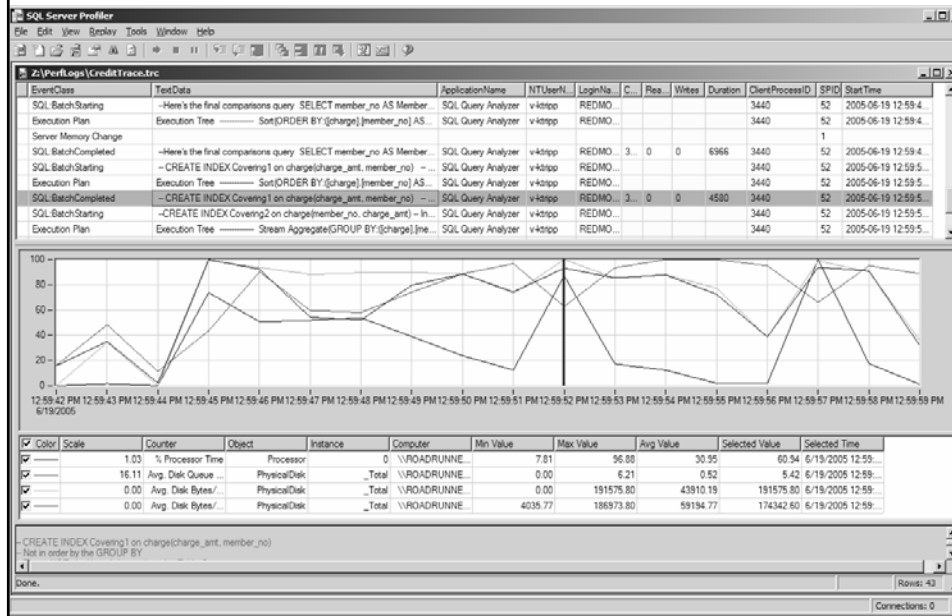 SQL Server Profiler
File Edit View Replay Tools Window Help
Z:\PerfLogs\CreditTrace.trc
EventClass TextData ApplicationName NTUserN... LoginNa... C... Rea... Writes Duration ClientProcessID SPID StartTime
SQL:BatchStarting --Here's the final comparisons query SELECT member_no AS Member... SQL Query Analyzer v-ktripp REDMO... 3440 52 2005-06-19 12:59:4...
Execution Plan Execution Tree -------- Sort(ORDER BY:([charge].[member_no] AS... SQL Query Analyzer v-ktripp REDMO... 3440 52 2005-06-19 12:59:4...
Server Memory Change 1
SQL:BatchCompleted --Here's the final comparisons query SELECT member_no AS Member... SQL Query Analyzer v-ktripp REDMO... 3... 0 0 6966 3440 52 2005-06-19 12:59:4...
SQL:BatchStarting -- CREATE INDEX Covering1 on charge(charge_amt, member_no) -- ... SQL Query Analyzer v-ktripp REDMO... 3440 52 2005-06-19 12:59:5...
Execution Plan Execution Tree -------- Sort(ORDER BY:([charge].[member_no] AS... SQL Query Analyzer v-ktripp REDMO... 3440 52 2005-06-19 12:59:5...
SQL:BatchCompleted -- CREATE INDEX Covering1 on charge(charge_amt, member_no) -- ... SQL Query Analyzer v-ktripp REDMO... 3... 0 0 4580 3440 52 2005-06-19 12:59:5...
SQL:BatchStarting --CREATE INDEX Covering2 on charge(member_no, charge_amt) -- In... SQL Query Analyzer v-ktripp REDMO... 3440 52 2005-06-19 12:59:5...
Execution Plan Execution Tree -------- Stream Aggregate(GROUP BY:([charge].[me... SQL Query Analyzer v-ktripp REDMO... 3440 52 2005-06-19 12:59:5...
100
80
60
40
20
0
12:59:42 PM 12:59:43 PM 12:59:44 PM 12:59:45 PM 12:59:46 PM 12:59:47 PM 12:59:48 PM 12:59:49 PM 12:59:50 PM 12:59:51 PM 12:59:52 PM 12:59:53 PM 12:59:54 PM 12:59:55 PM 12:59:56 PM 12:59:57 PM 12:59:58 PM 12:59:59 PM
6/19/2005
Color Scale Counter Object Instance Computer Min Value Max Value Avg Value Selected Value Selected Time
1.03 % Processor Time Processor 0 \\ROADRUNNE... 7.81 96.88 30.95 60.94 6/19/2005 12:59:...
16.11 Avg. Disk Queue ... PhysicalDisk _Total \\ROADRUNNE... 0.00 6.21 0.52 5.42 6/19/2005 12:59:...
0.00 Avg. Disk Bytes/... PhysicalDisk _Total \\ROADRUNNE... 0.00 191575.80 43910.19 191575.80 6/19/2005 12:59:...
0.00 Avg. Disk Bytes/... PhysicalDisk _Total \\ROADRUNNE... 4035.77 186973.80 59194.77 174342.60 6/19/2005 12:59:...
-- CREATE INDEX Covering1 on charge(charge_amt, member_no)
-- Not in order by the GROUP BY
Done. Rows: 43
Connections: 0